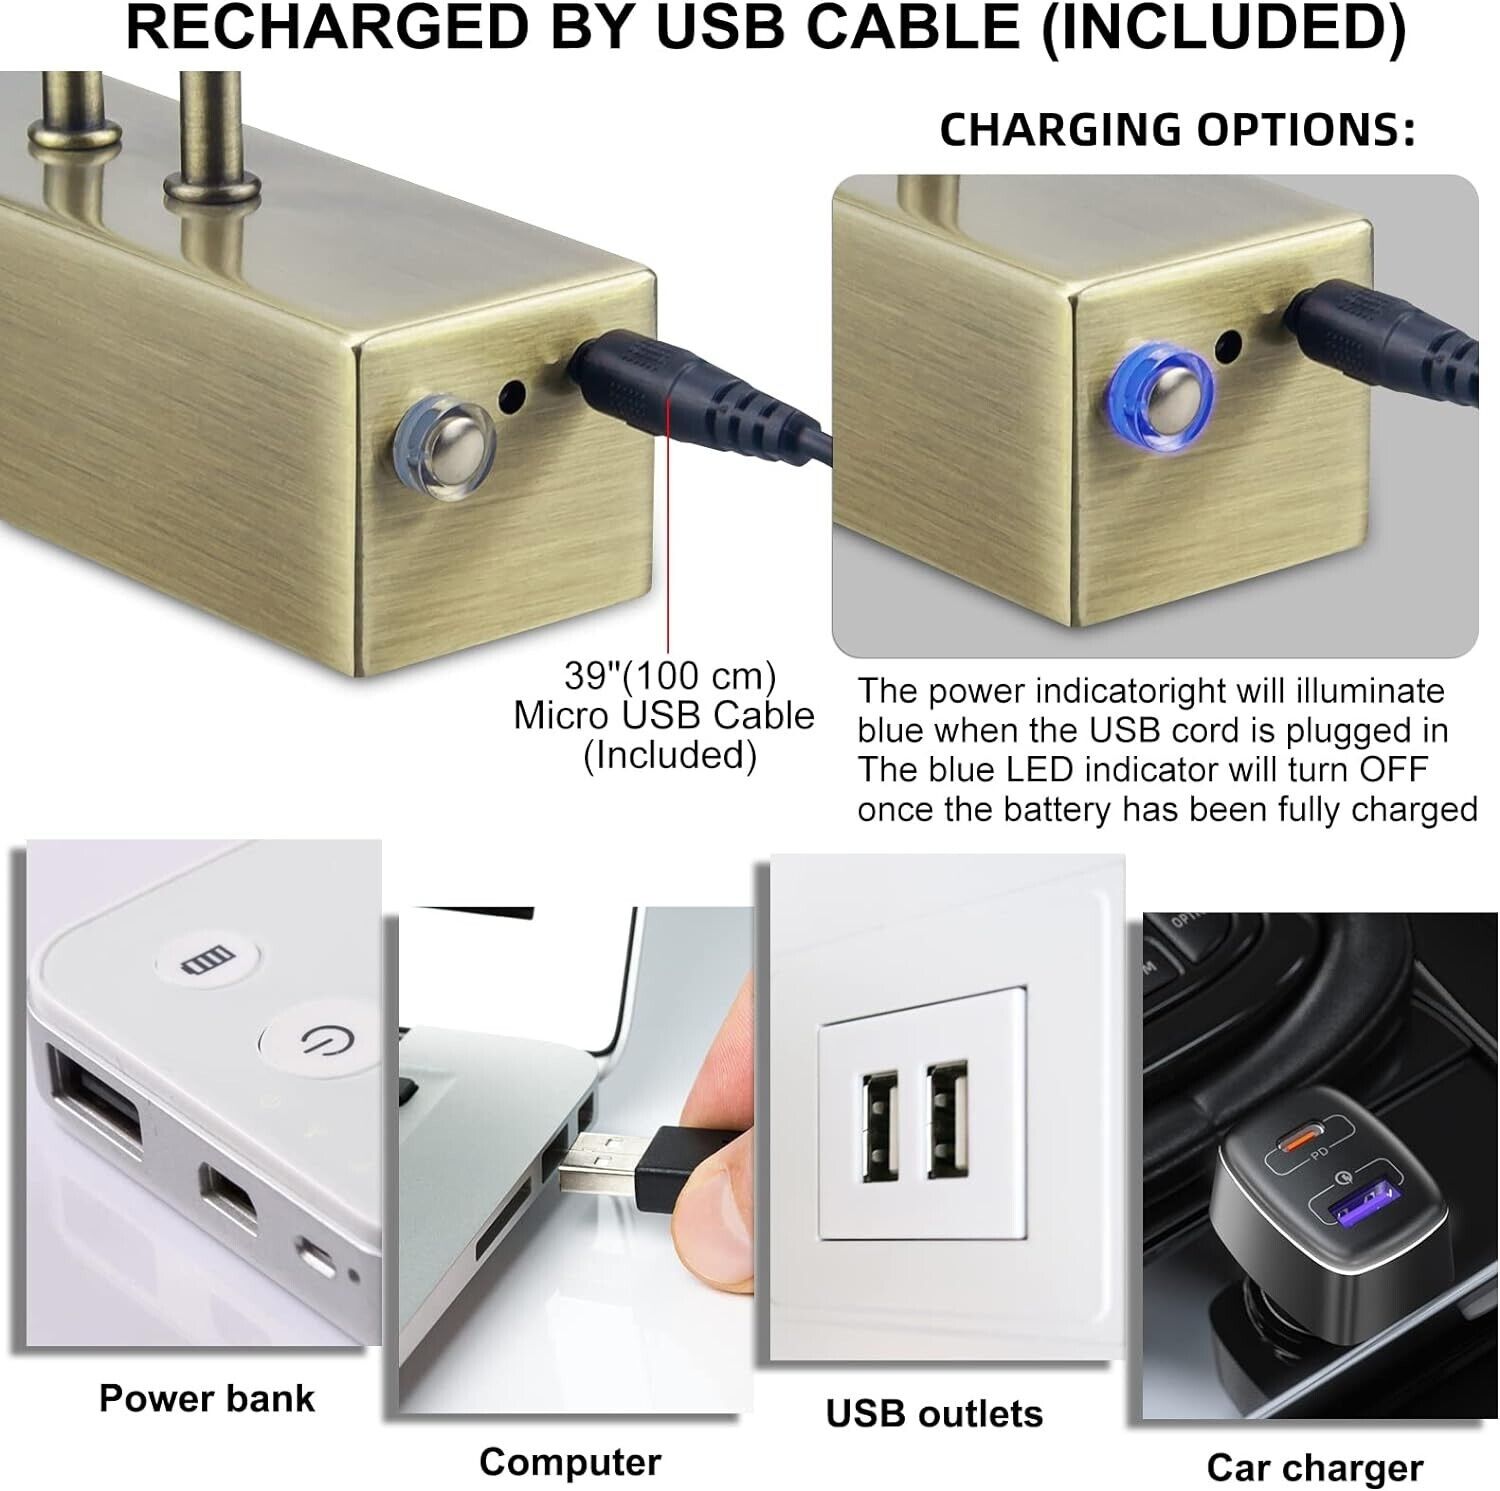 RECHARGED BY USB CABLE (INCLUDED)
CHARGING OPTIONS:
39"(100 cm)
Micro USB Cable
(Included)
The power indicatoright will illuminate
blue when the USB cord is plugged in
The blue LED indicator will turn OFF
once the battery has been fully charged
PD
Power bank
Computer
USB outlets
Car charger